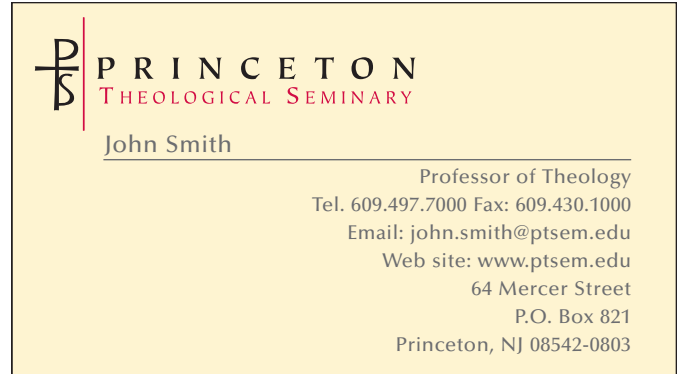 PTS
PRINCETON
THEOLOGICAL SEMINARY
John Smith
Professor of Theology
Tel. 609.497.7000 Fax: 609.430.1000
Email: john.smith@ptsem.edu
Web site: www.ptsem.edu
64 Mercer Street
P.O. Box 821
Princeton, NJ 08542-0803